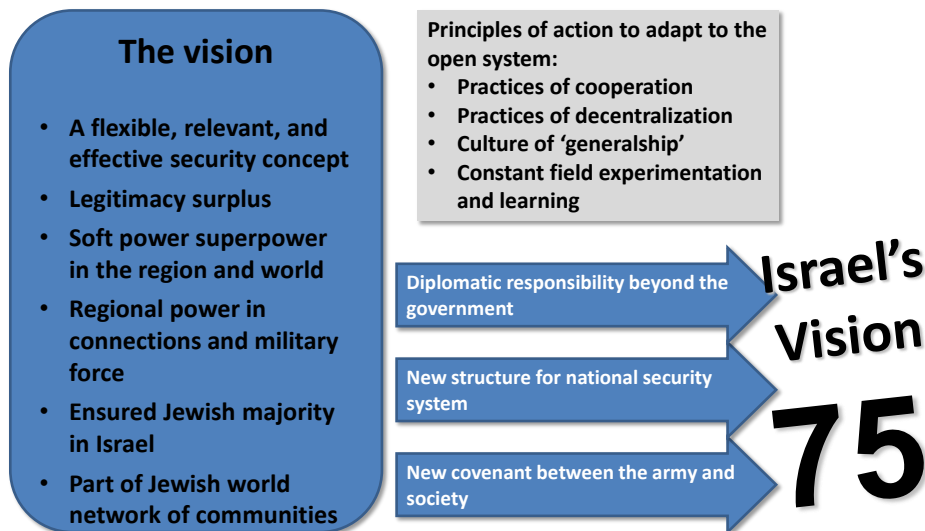 The vision
• A flexible, relevant, and
effective security concept
• Legitimacy surplus
• Soft power superpower
in the region and world
• Regional power in
connections and military
force
• Ensured Jewish majority
in Israel
• Part of Jewish world
network of communities
Principles of action to adapt to the
open system:
• Practices of cooperation
• Practices of decentralization
• Culture of ‘generalship’
• Constant field experimentation
and learning
Diplomatic responsibility beyond the
government
New structure for national security
system
New covenant between the army and
society
Israel’s
Vision
75